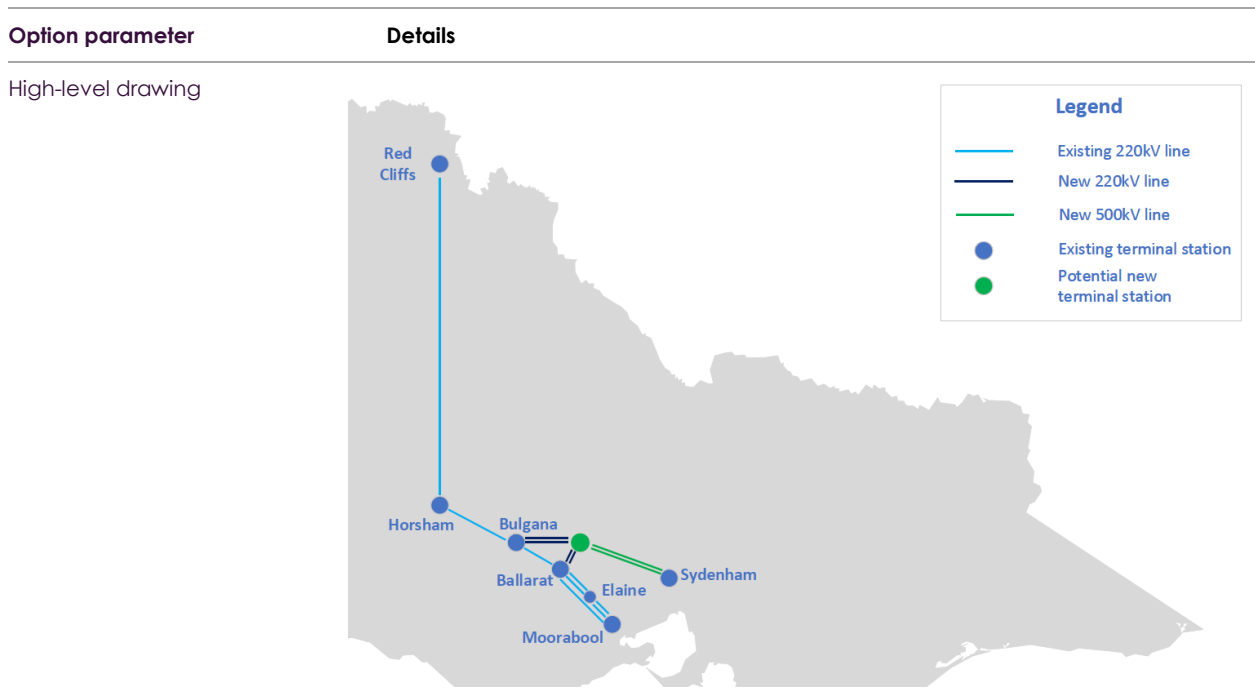 Option parameter Details
High-level drawing
Legend
Existing 220kV line
New 220kV line
New 500kV line
Existing terminal station
Potential new
terminal station
Red
Cliffs
Horsham
Bulgana
Ballarat
Elaine
Sydenham
Moorabool